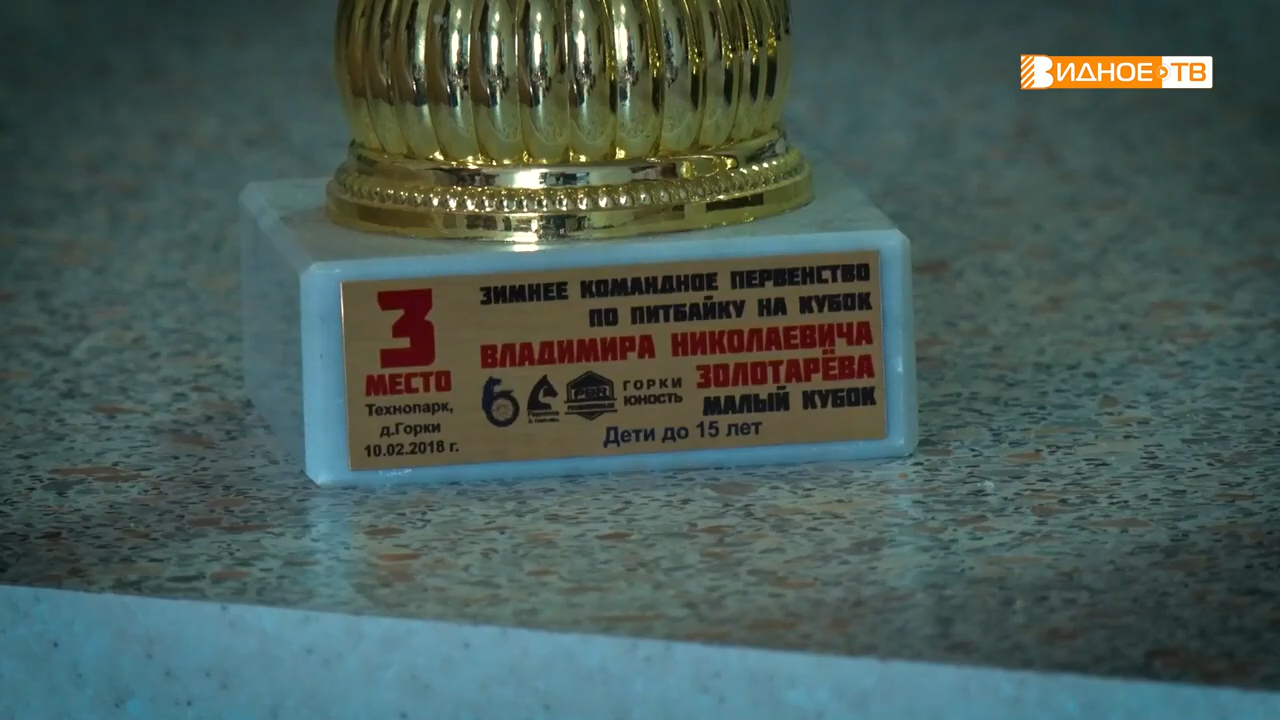 ВИДНОЕ ТВ
ЗИМНЕЕ КОМАНДНОЕ ПЕРВЕНСТВО
ПО ПИТБАЙКУ НА КУБОК
ВЛАДИМИРА НИКОЛАЕВИЧА
ЗОЛОТАРЁВА
МАЛЫЙ КУБОК
3
МЕСТО
Технопарк,
д.Горки
10.02.2018 г.
ГОРКИ
ЮНОСТЬ
Дети до 15 лет